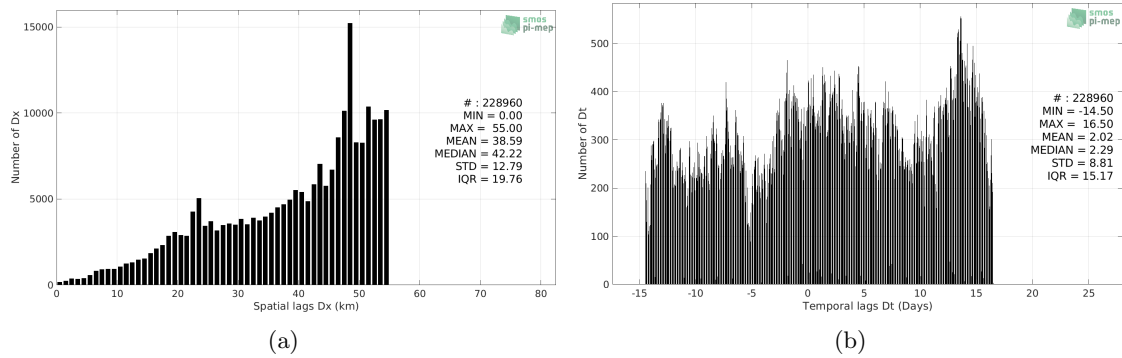 smos
pi-mep
15000
10000
5000
0
Number of Dx
# : 228960
MIN = 0.00
MAX = 55.00
MEAN = 38.59
MEDIAN = 42.22
STD = 12.79
IQR = 19.76
0 10 20 30 40 50 60 70 80
Spatial lags Dx (km)
(a)
smos
pi-mep
500
400
300
200
100
0
Number of Dt
# : 228960
MIN = -14.50
MAX = 16.50
MEAN = 2.02
MEDIAN = 2.29
STD = 8.81
IQR = 15.17
-15 -10 -5 0 5 10 15 20 25
Temporal lags Dt (Days)
(b)